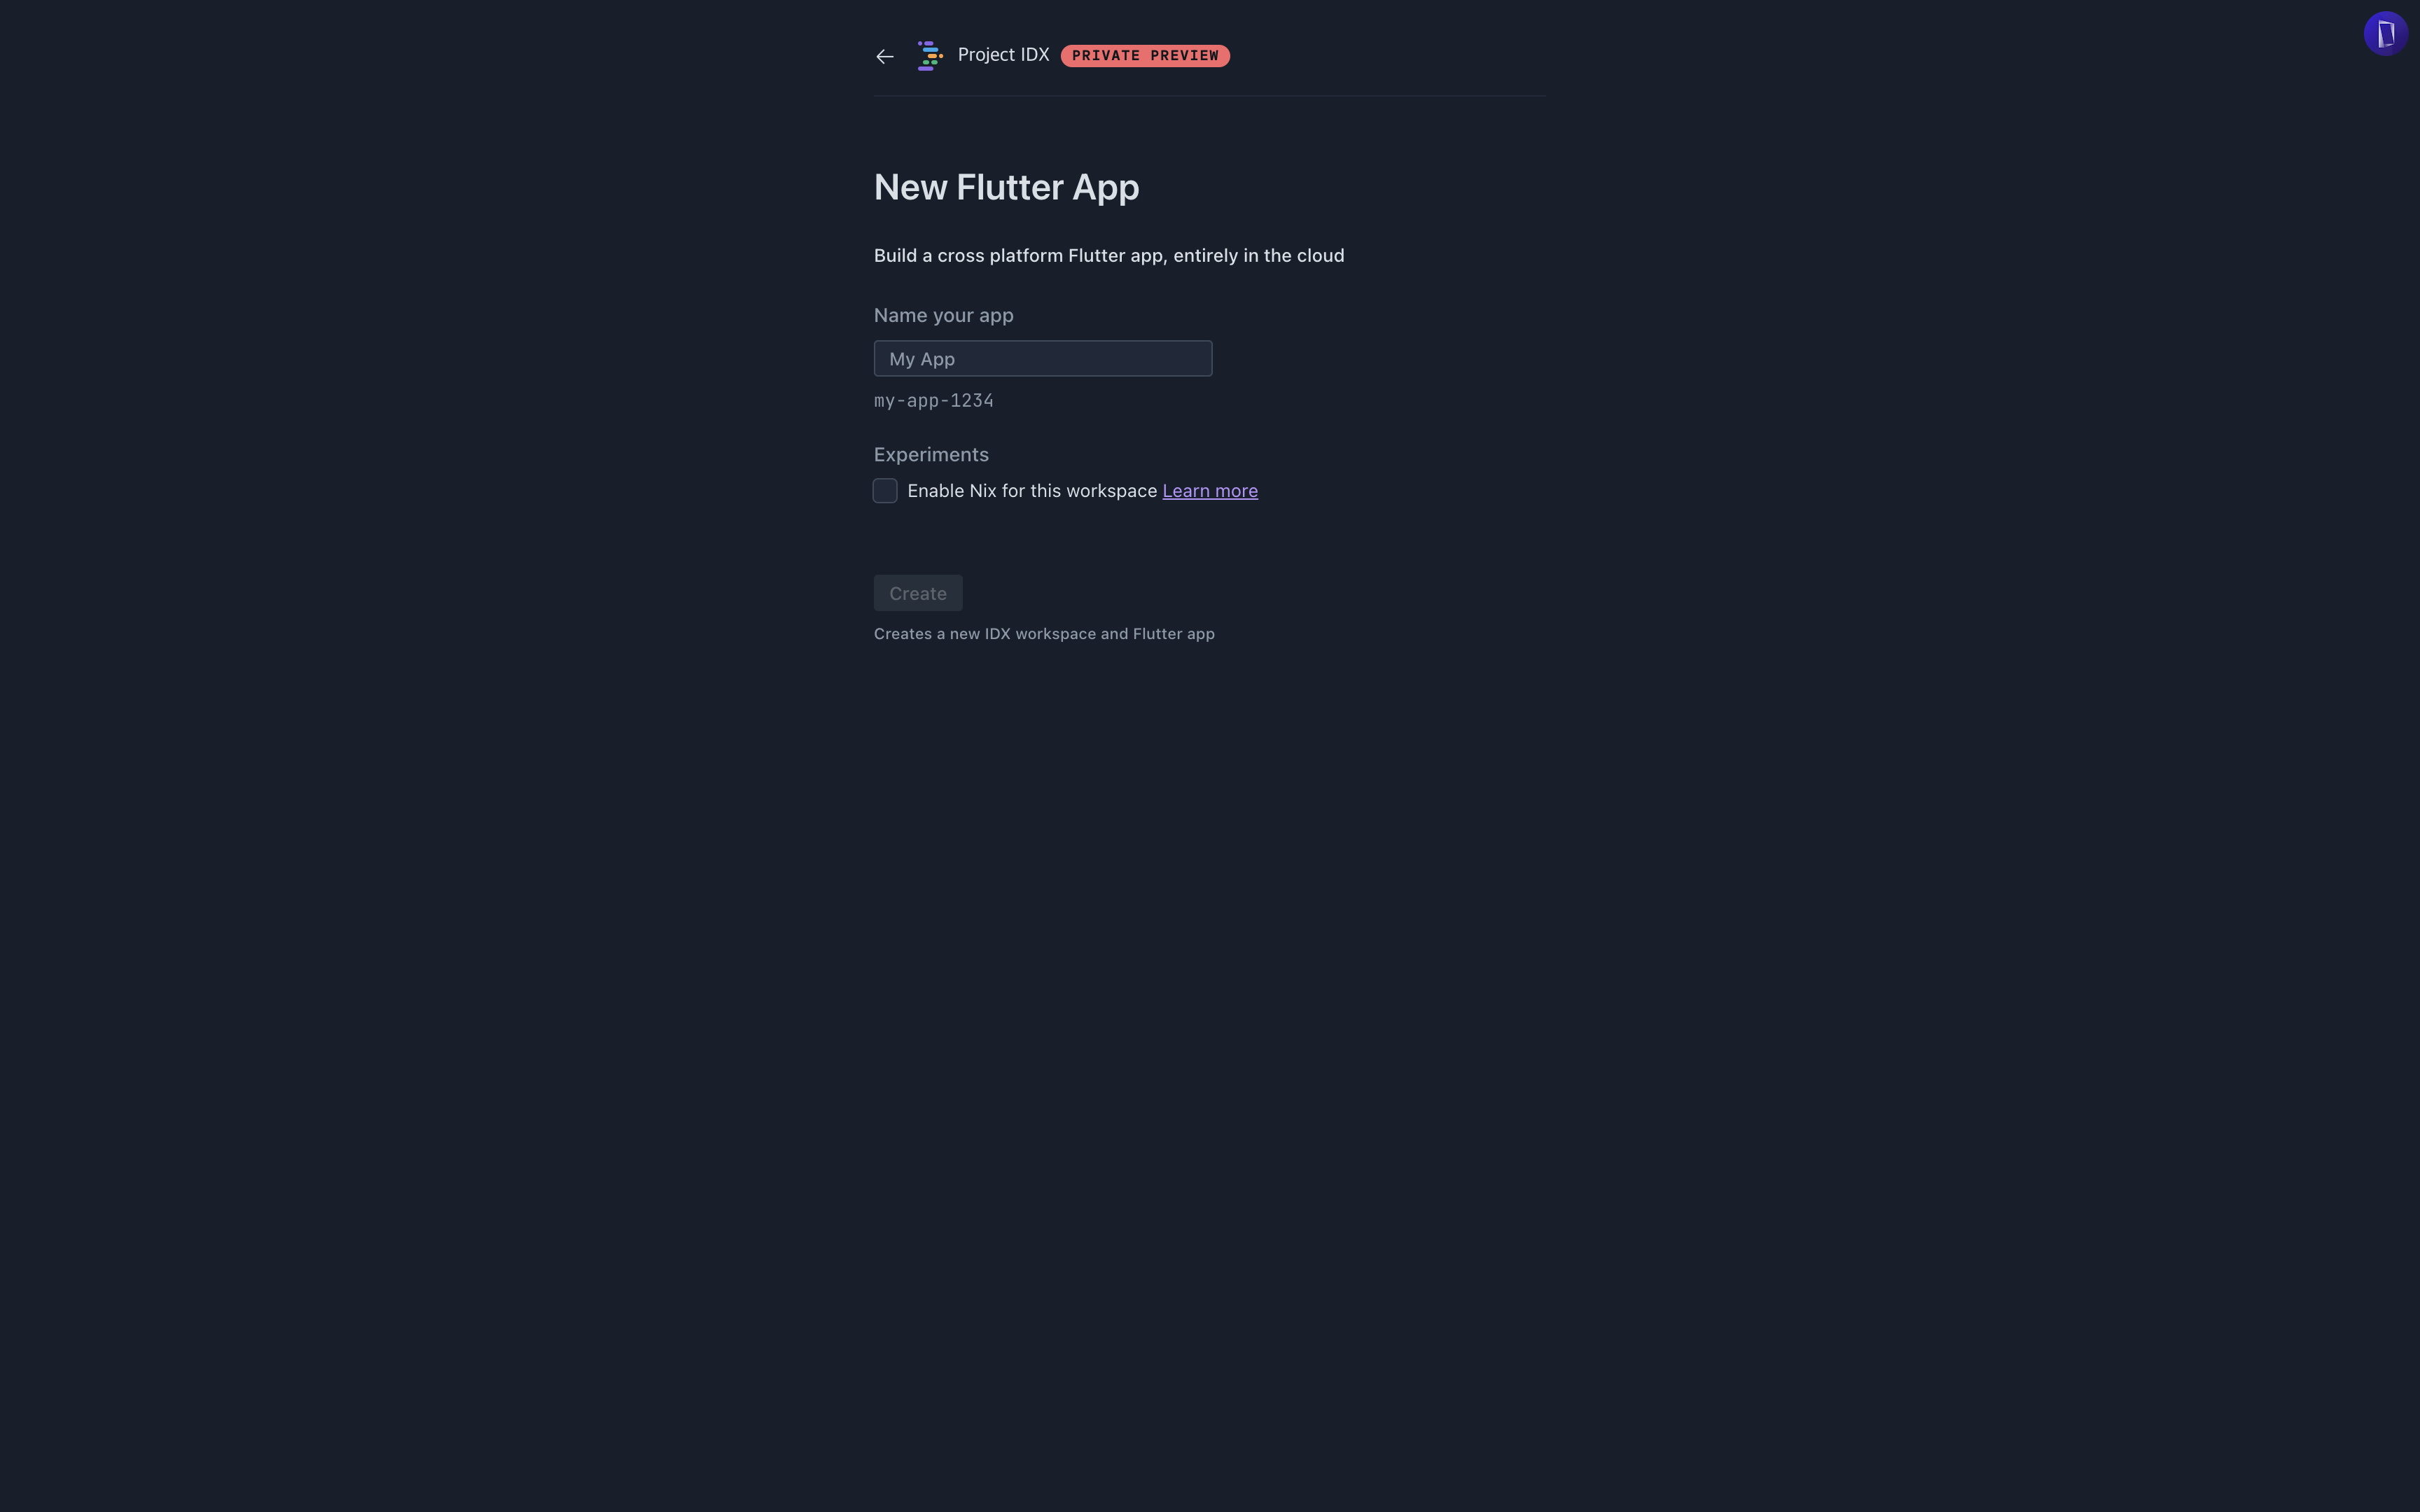 Project IDX PRIVATE PREVIEW
New Flutter App
Build a cross platform Flutter app, entirely in the cloud
Name your app
My App
my-app-1234
Experiments
Enable Nix for this workspace Learn more
Create
Creates a new IDX workspace and Flutter app